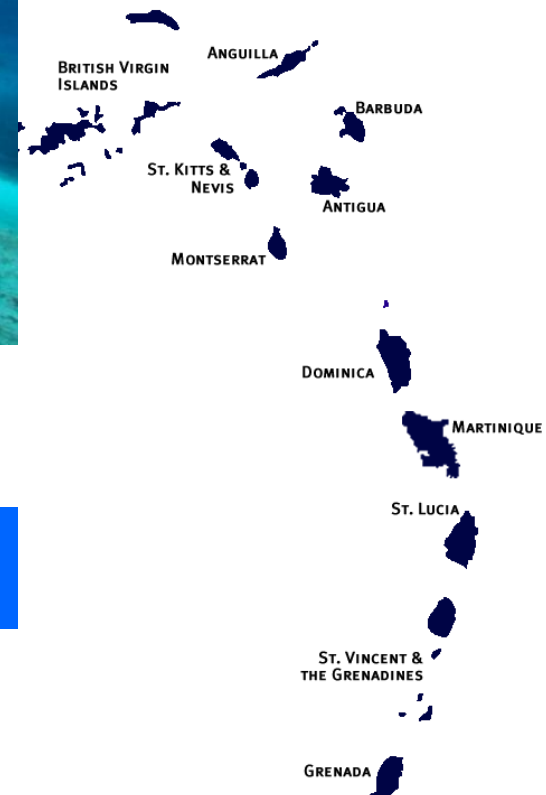 ANGUILLA
BRITISH VIRGIN
ISLANDS
BARBUDA
ST. KITTS &
NEVIS
ANTIGUA
MONTSERRAT
DOMINICA
MARTINIQUE
ST. LUCIA
ST. VINCENT &
THE GRENADINES
GRENADA